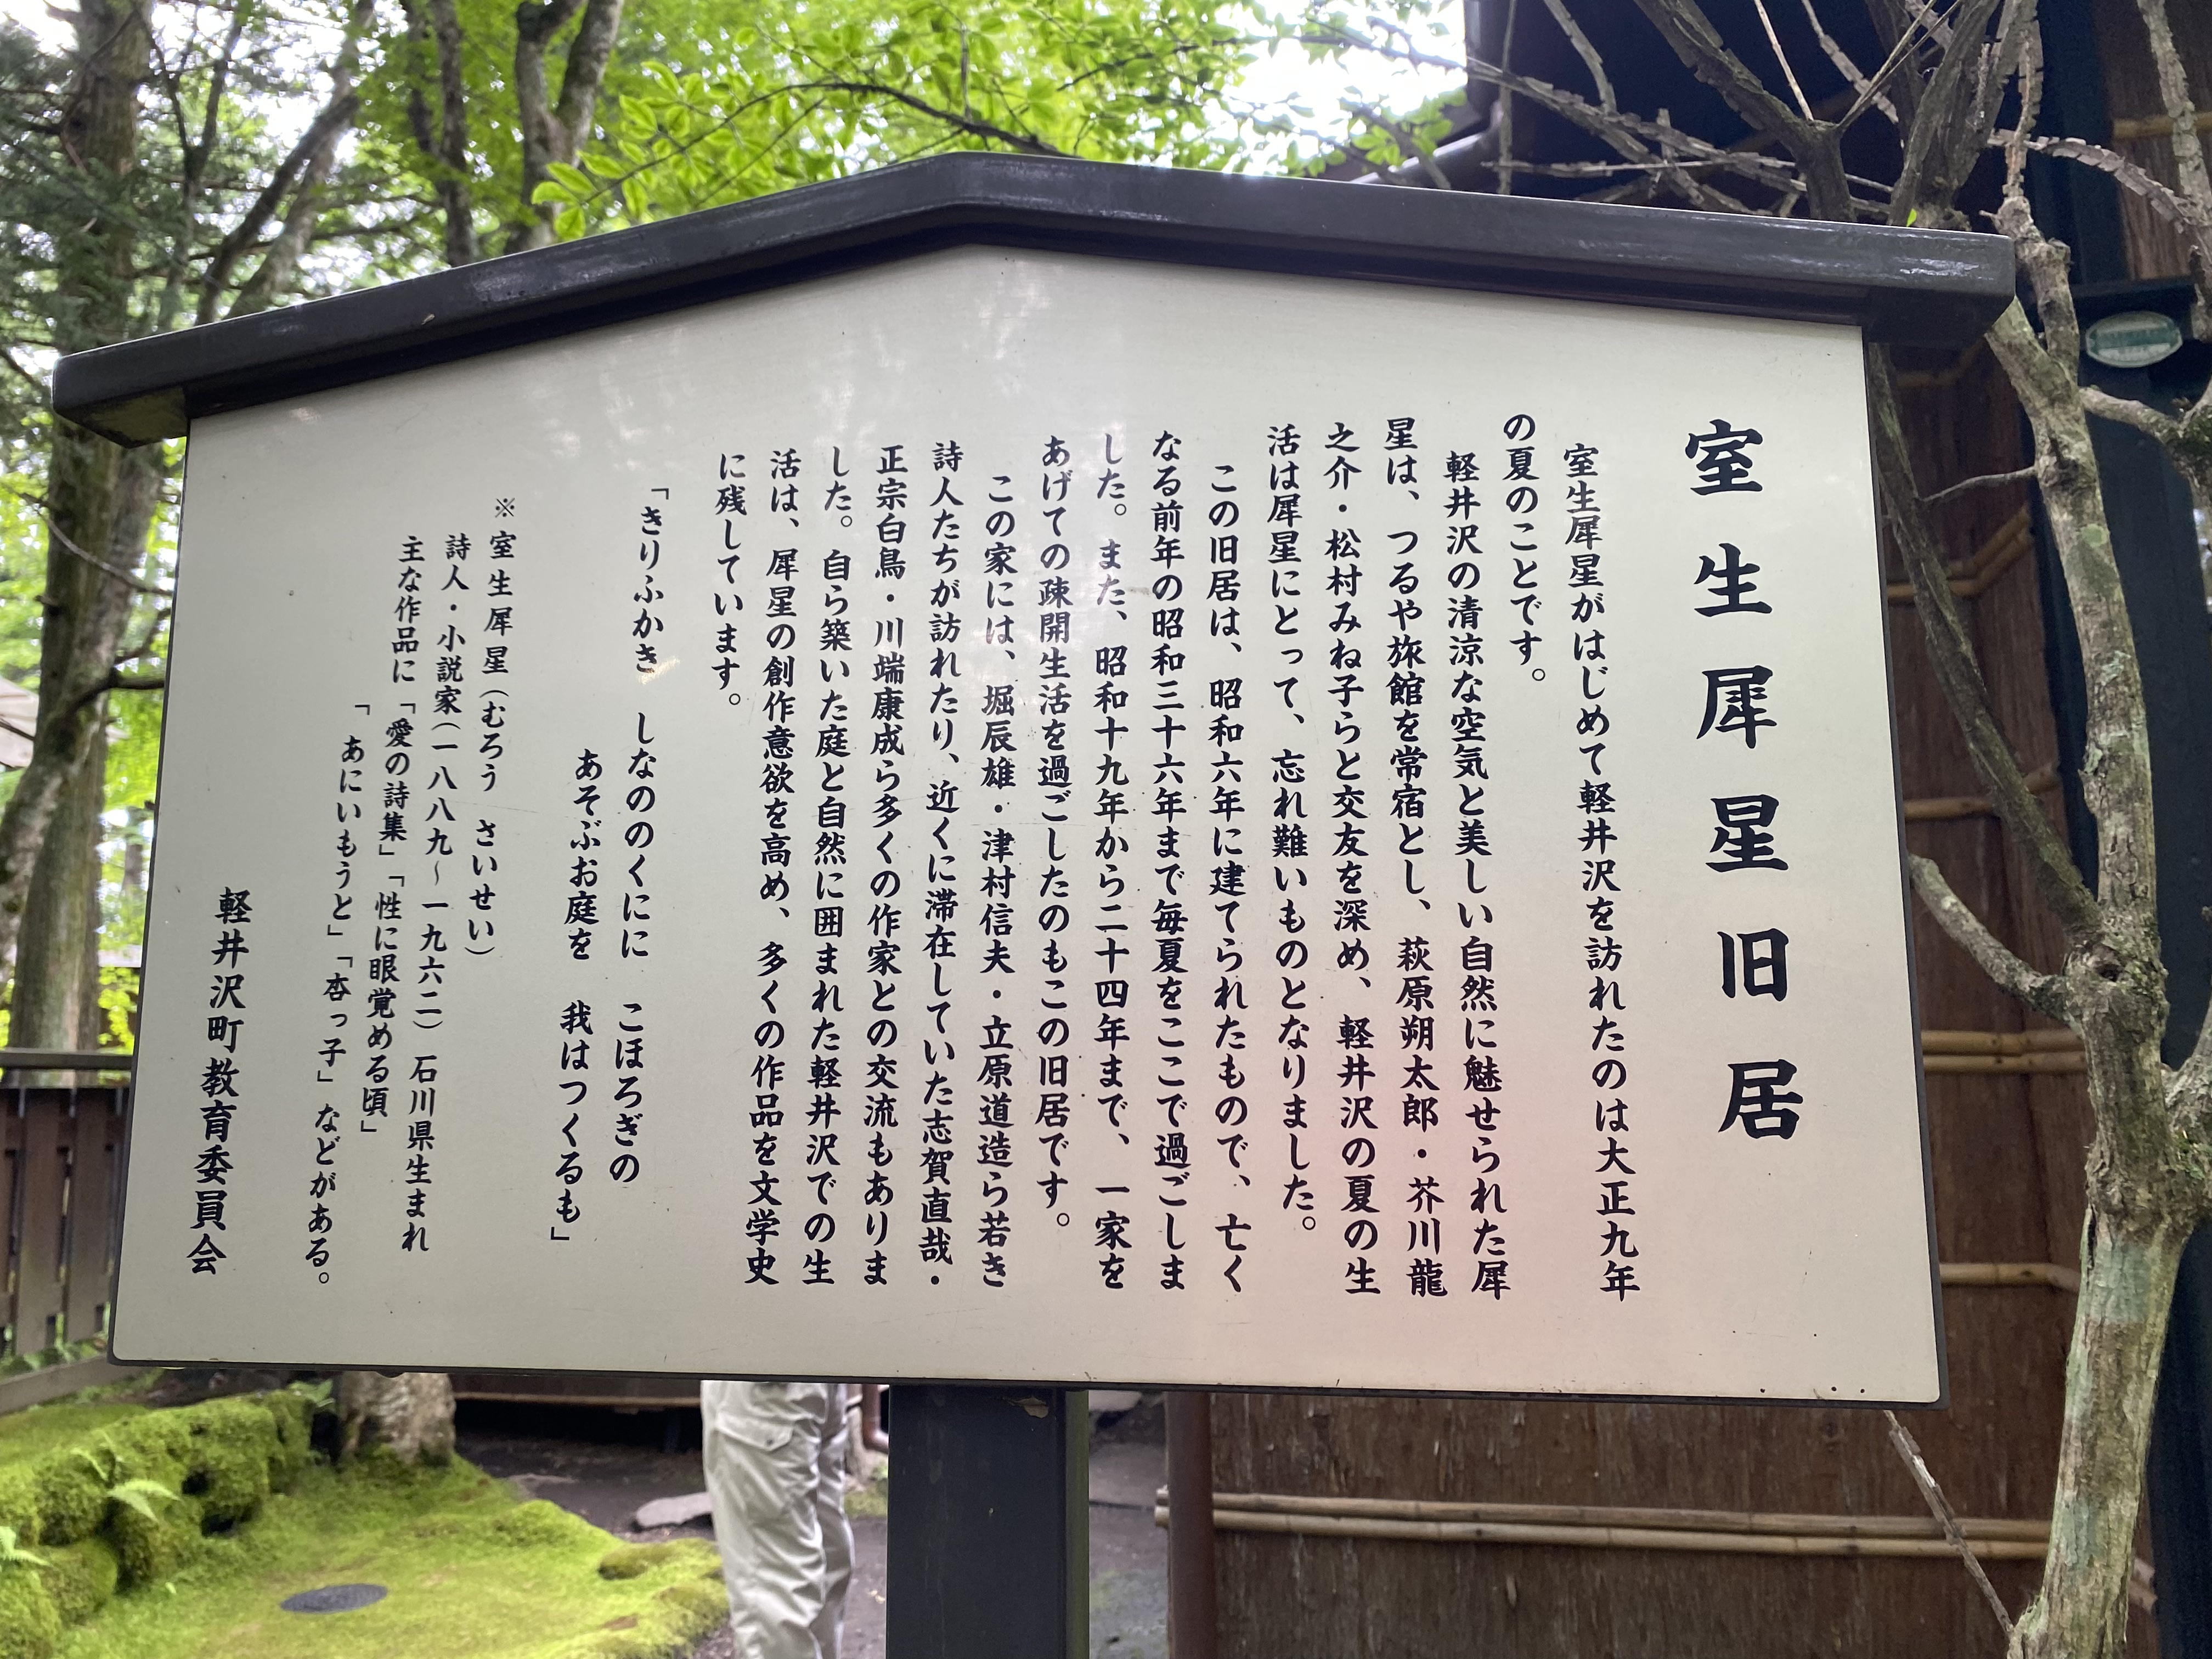 室生犀星旧居
室生犀星がはじめて軽井沢を訪れたのは大正九年
の夏のことです。
軽井沢の清涼な空気と美しい自然に魅せられた犀
星は、つるや旅館を常宿とし、萩原朔太郎・芥川龍
之介・松村みね子らと交友を深め、軽井沢の夏の生
活は犀星にとって、忘れ難いものとなりました。
この旧居は、昭和六年に建てられたもので、亡く
なる前年の昭和三十六年まで毎夏をここで過ごしま
した。また、昭和十九年から二十四年まで、一家を
あげての疎開生活を過ごしたのもこの旧居です。
この家には、堀辰雄・津村信夫・立原道造ら若き
詩人たちが訪れたり、近くに滞在していた志賀直哉・
正宗白鳥・川端康成ら多くの作家との交流もありま
した。自ら築いた庭と自然に囲まれた軽井沢での生
活は、犀星の創作意欲を高め、多くの作品を文学史
に残しています。
「きりふかき しなののくにに こほろぎの
あそぶお庭を 我はつくるも」
※室生犀星(むろう さいせい)
詩人・小説家(一八八九～一九六二)石川県生まれ
主な作品に「愛の詩集」「性に眼覚める頃」
「あにいもうと」「杏っ子」などがある。
軽井沢町教育委員会